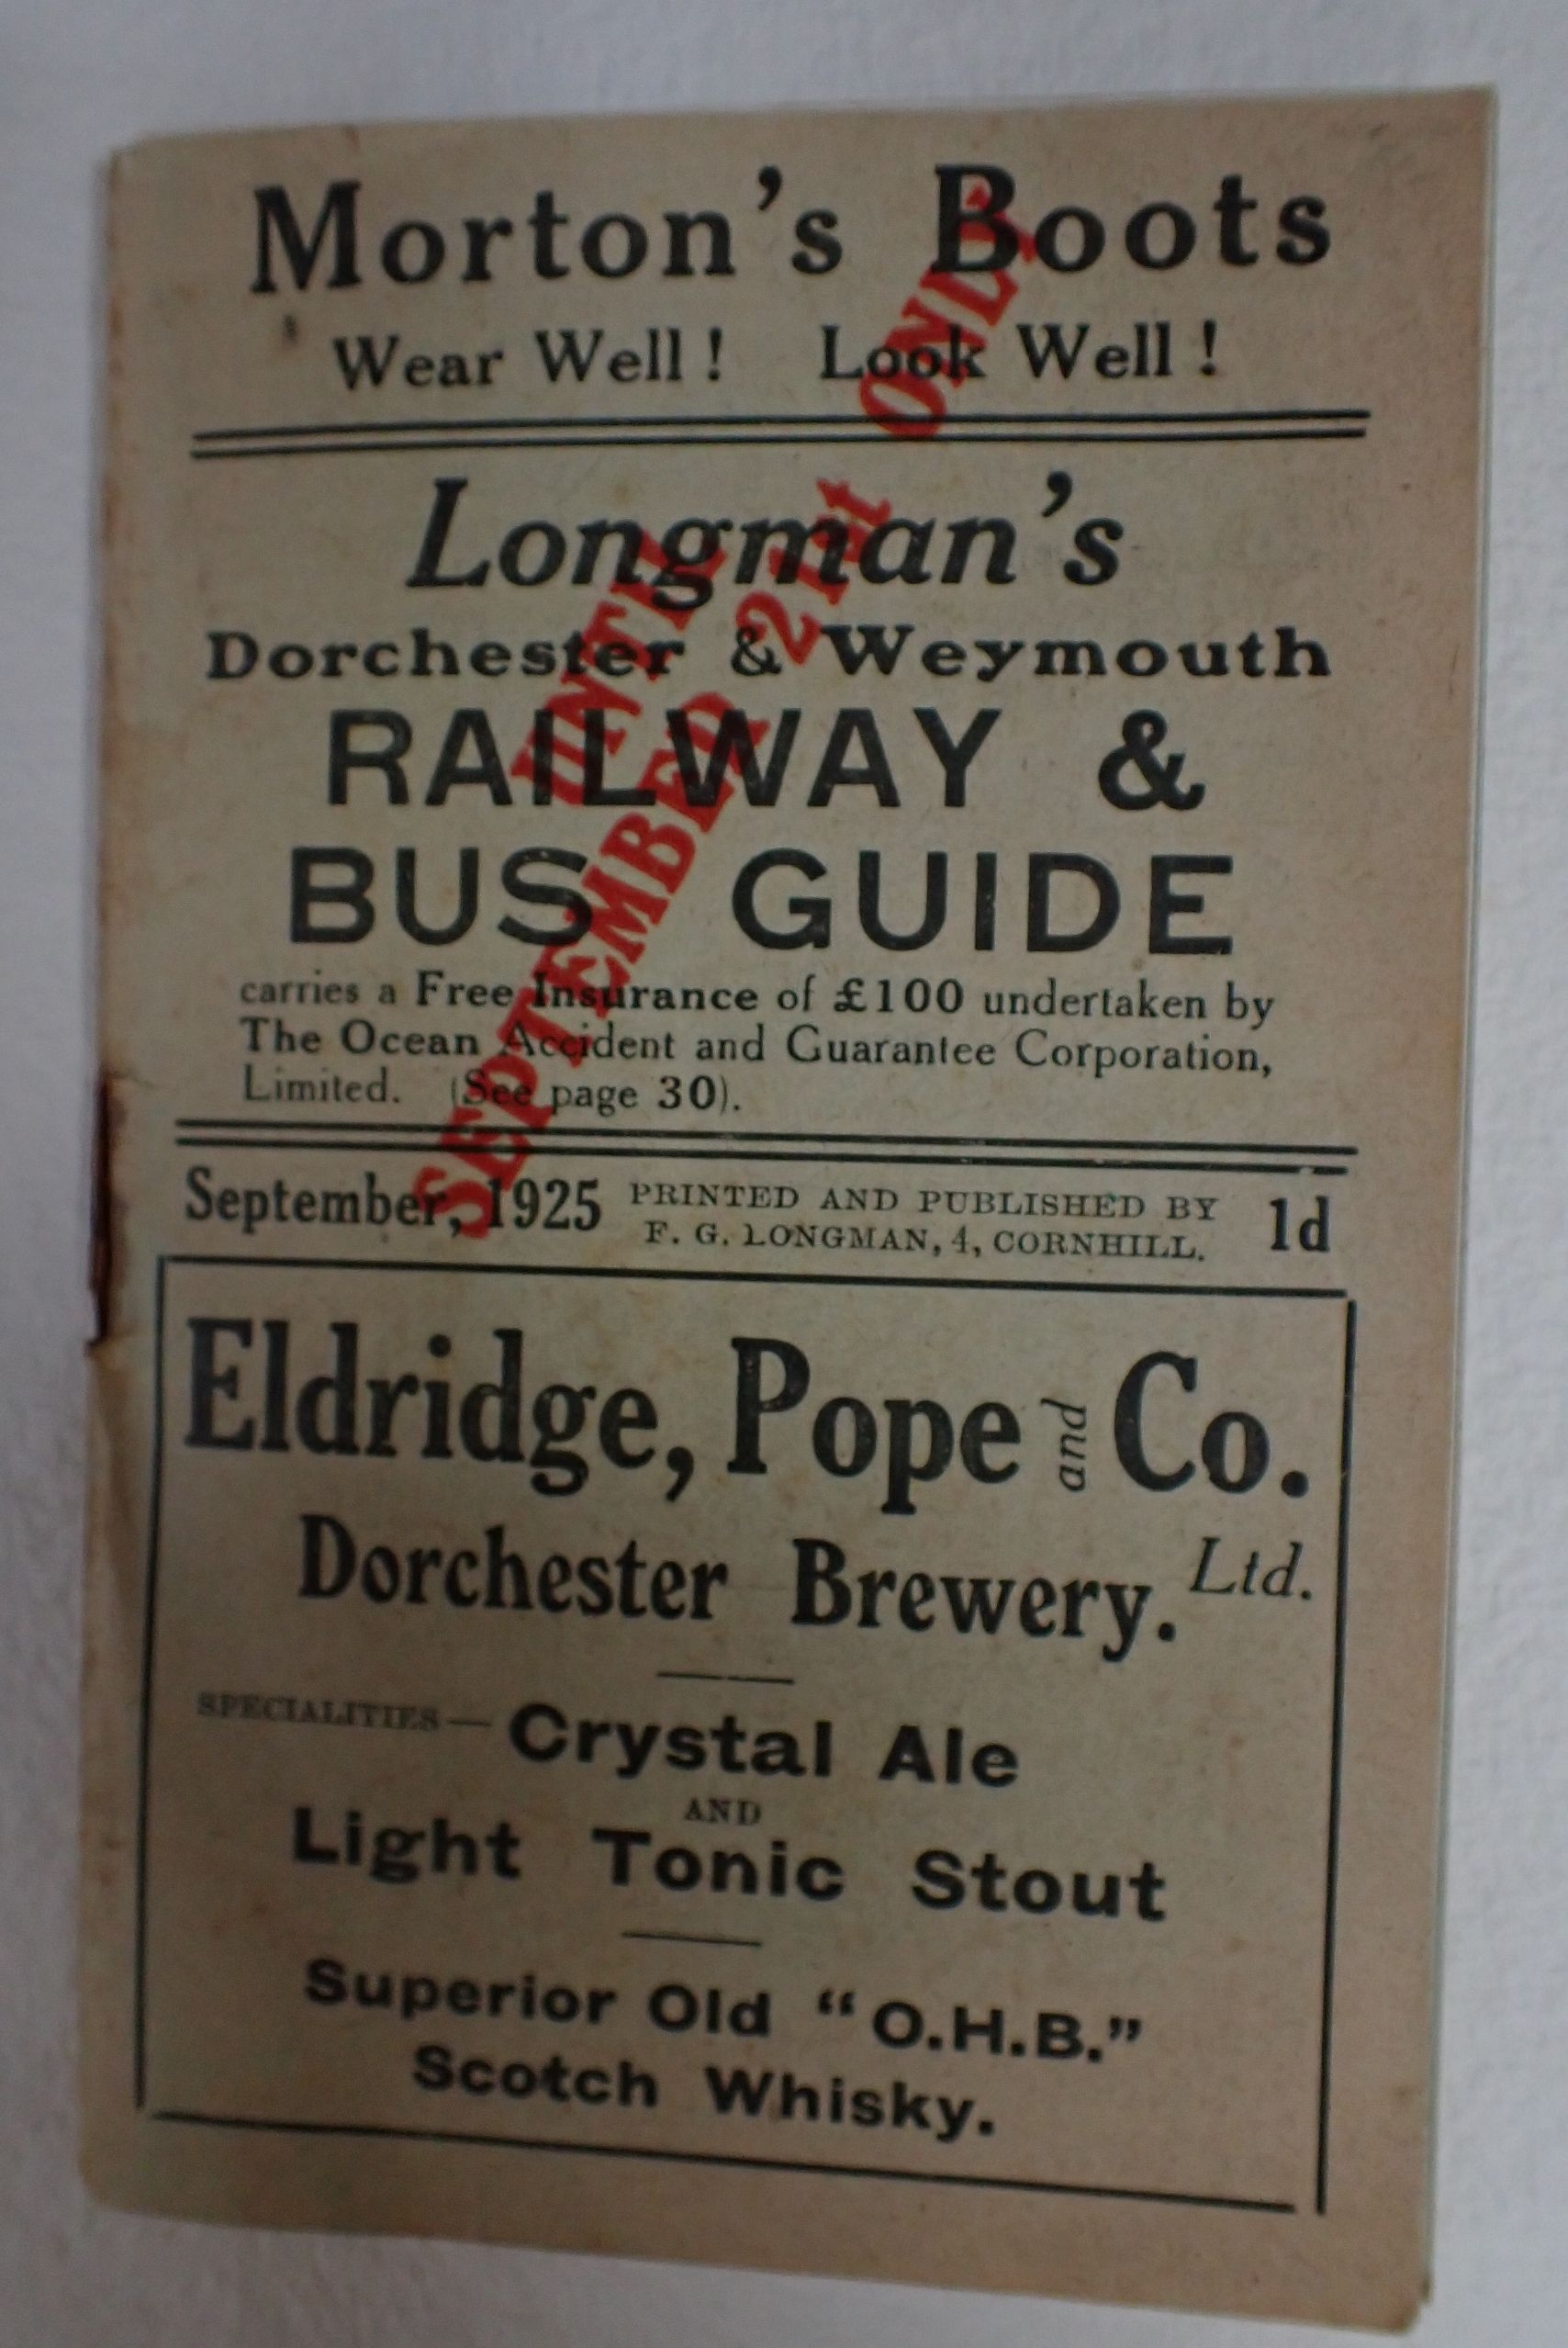 Morton's Boots
Wear Well! Look Well!
Longman's
Dorchester & Weymouth
RAILWAY &
BUS GUIDE
carries a Free Insurance of £100 undertaken by
The Ocean Accident and Guarantee Corporation,
Limited. (See page 30).
UNTIL
SEPTEMBER 21st ONLY
September, 1925 PRINTED AND PUBLISHED BY
F. G. LONGMAN, 4, CORNHILL. 1d
Eldridge, Pope and Co.
Dorchester Brewery. Ltd.
SPECIALITIES— Crystal Ale
AND
Light Tonic Stout
Superior Old "O.H.B."
Scotch Whisky.